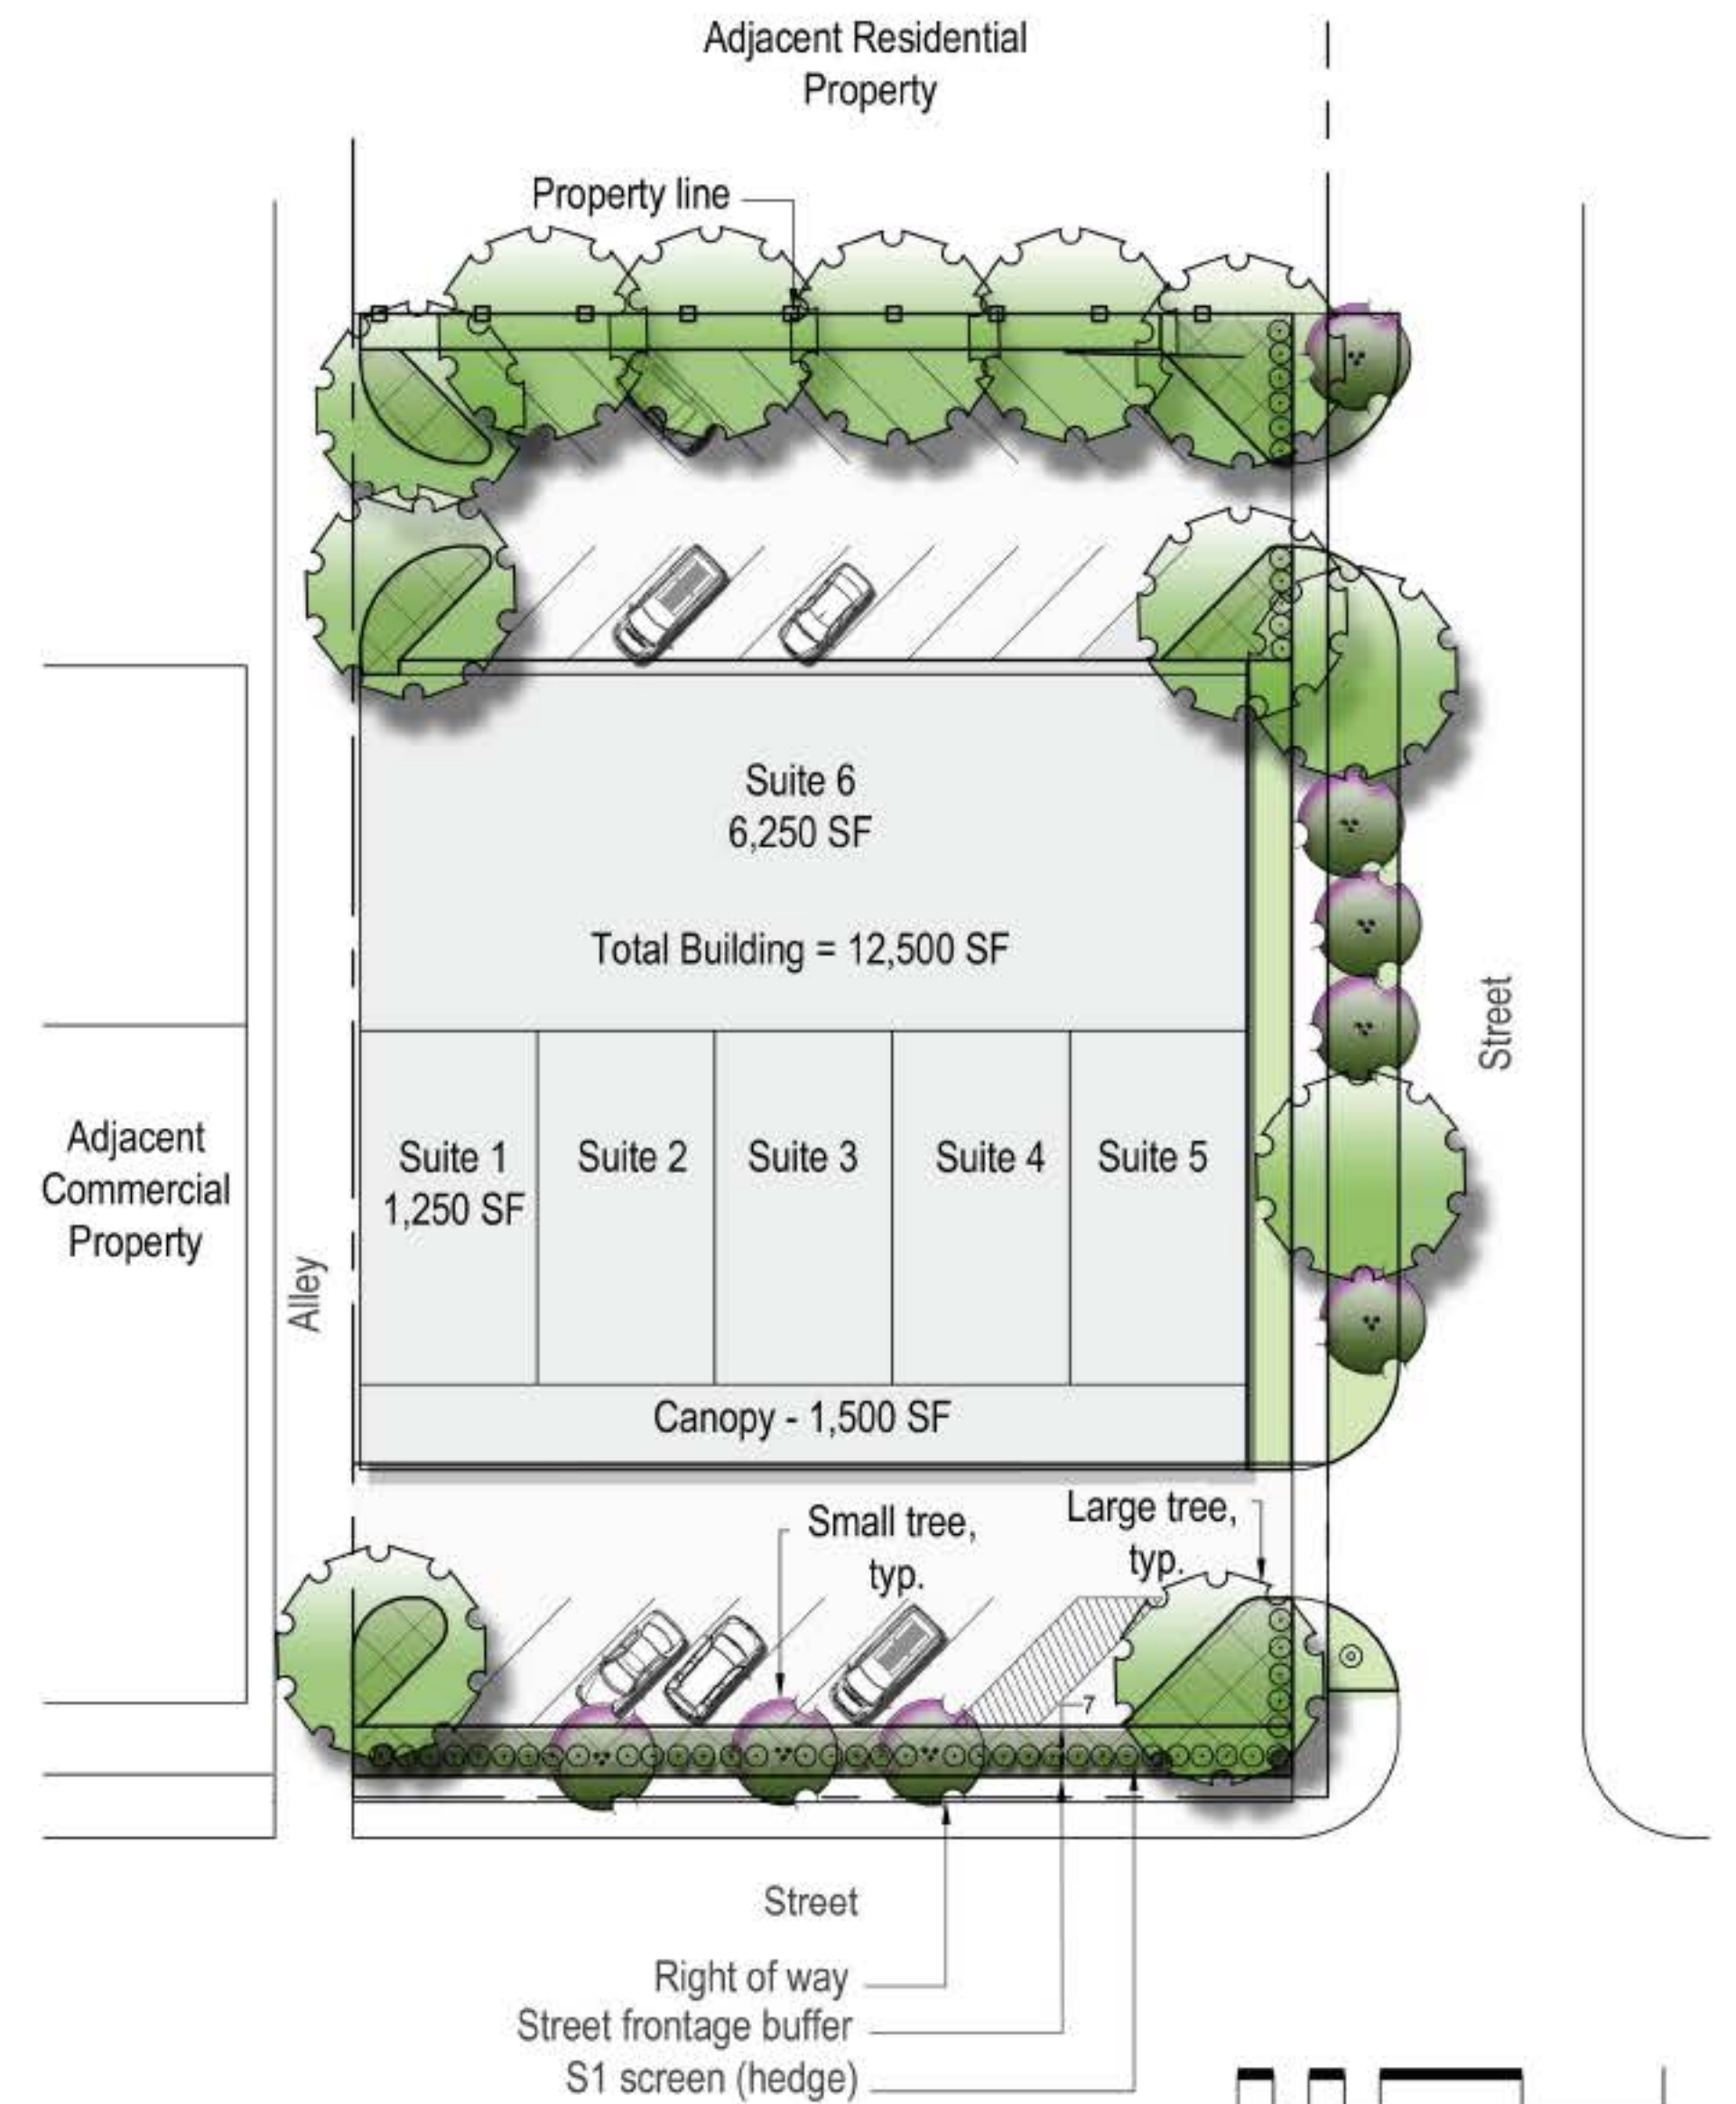 Adjacent Residential
Property
Property line
Suite 6
6,250 SF
Total Building = 12,500 SF
Street
Adjacent
Commercial
Property
Suite 1
1,250 SF
Suite 2
Suite 3
Suite 4
Suite 5
Alley
Canopy - 1,500 SF
Small tree,
typ.
Large tree,
typ.
7
Street
Right of way
Street frontage buffer
S1 screen (hedge)